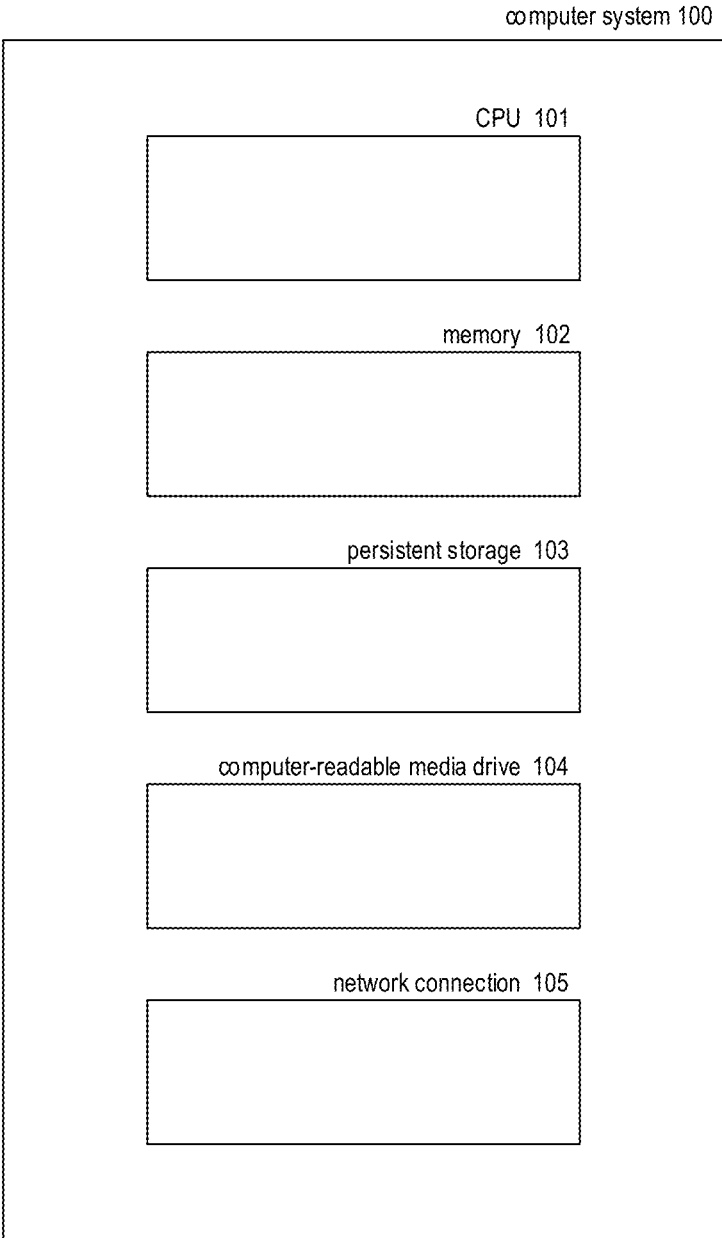 computer system 100
CPU 101
memory 102
persistent storage 103
computer-readable media drive 104
network connection 105